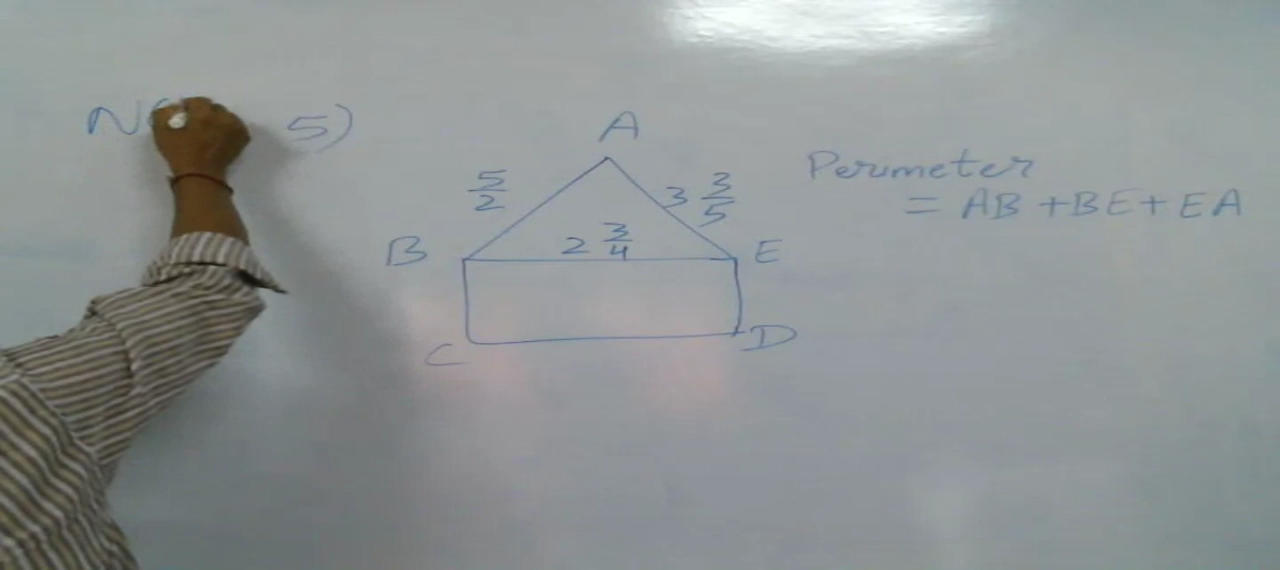 N
5)
A
5/2
3 3/5
B
2 3/4
E
C
D
Perimeter
= AB + BE + EA